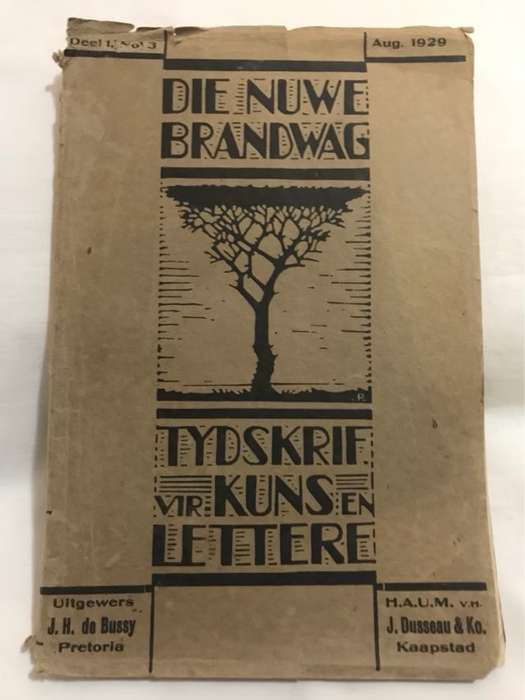 Deel 1, No 3
Aug. 1929
DIE NUWE
BRANDWAG
P.
TYDSKRIF
VIR KUNS EN
LETTERE
Uitgewers
J. H. de Bussy
Pretoria
H.A.U.M. v.h.
J. Dusseau & Ko.
Kaapstad